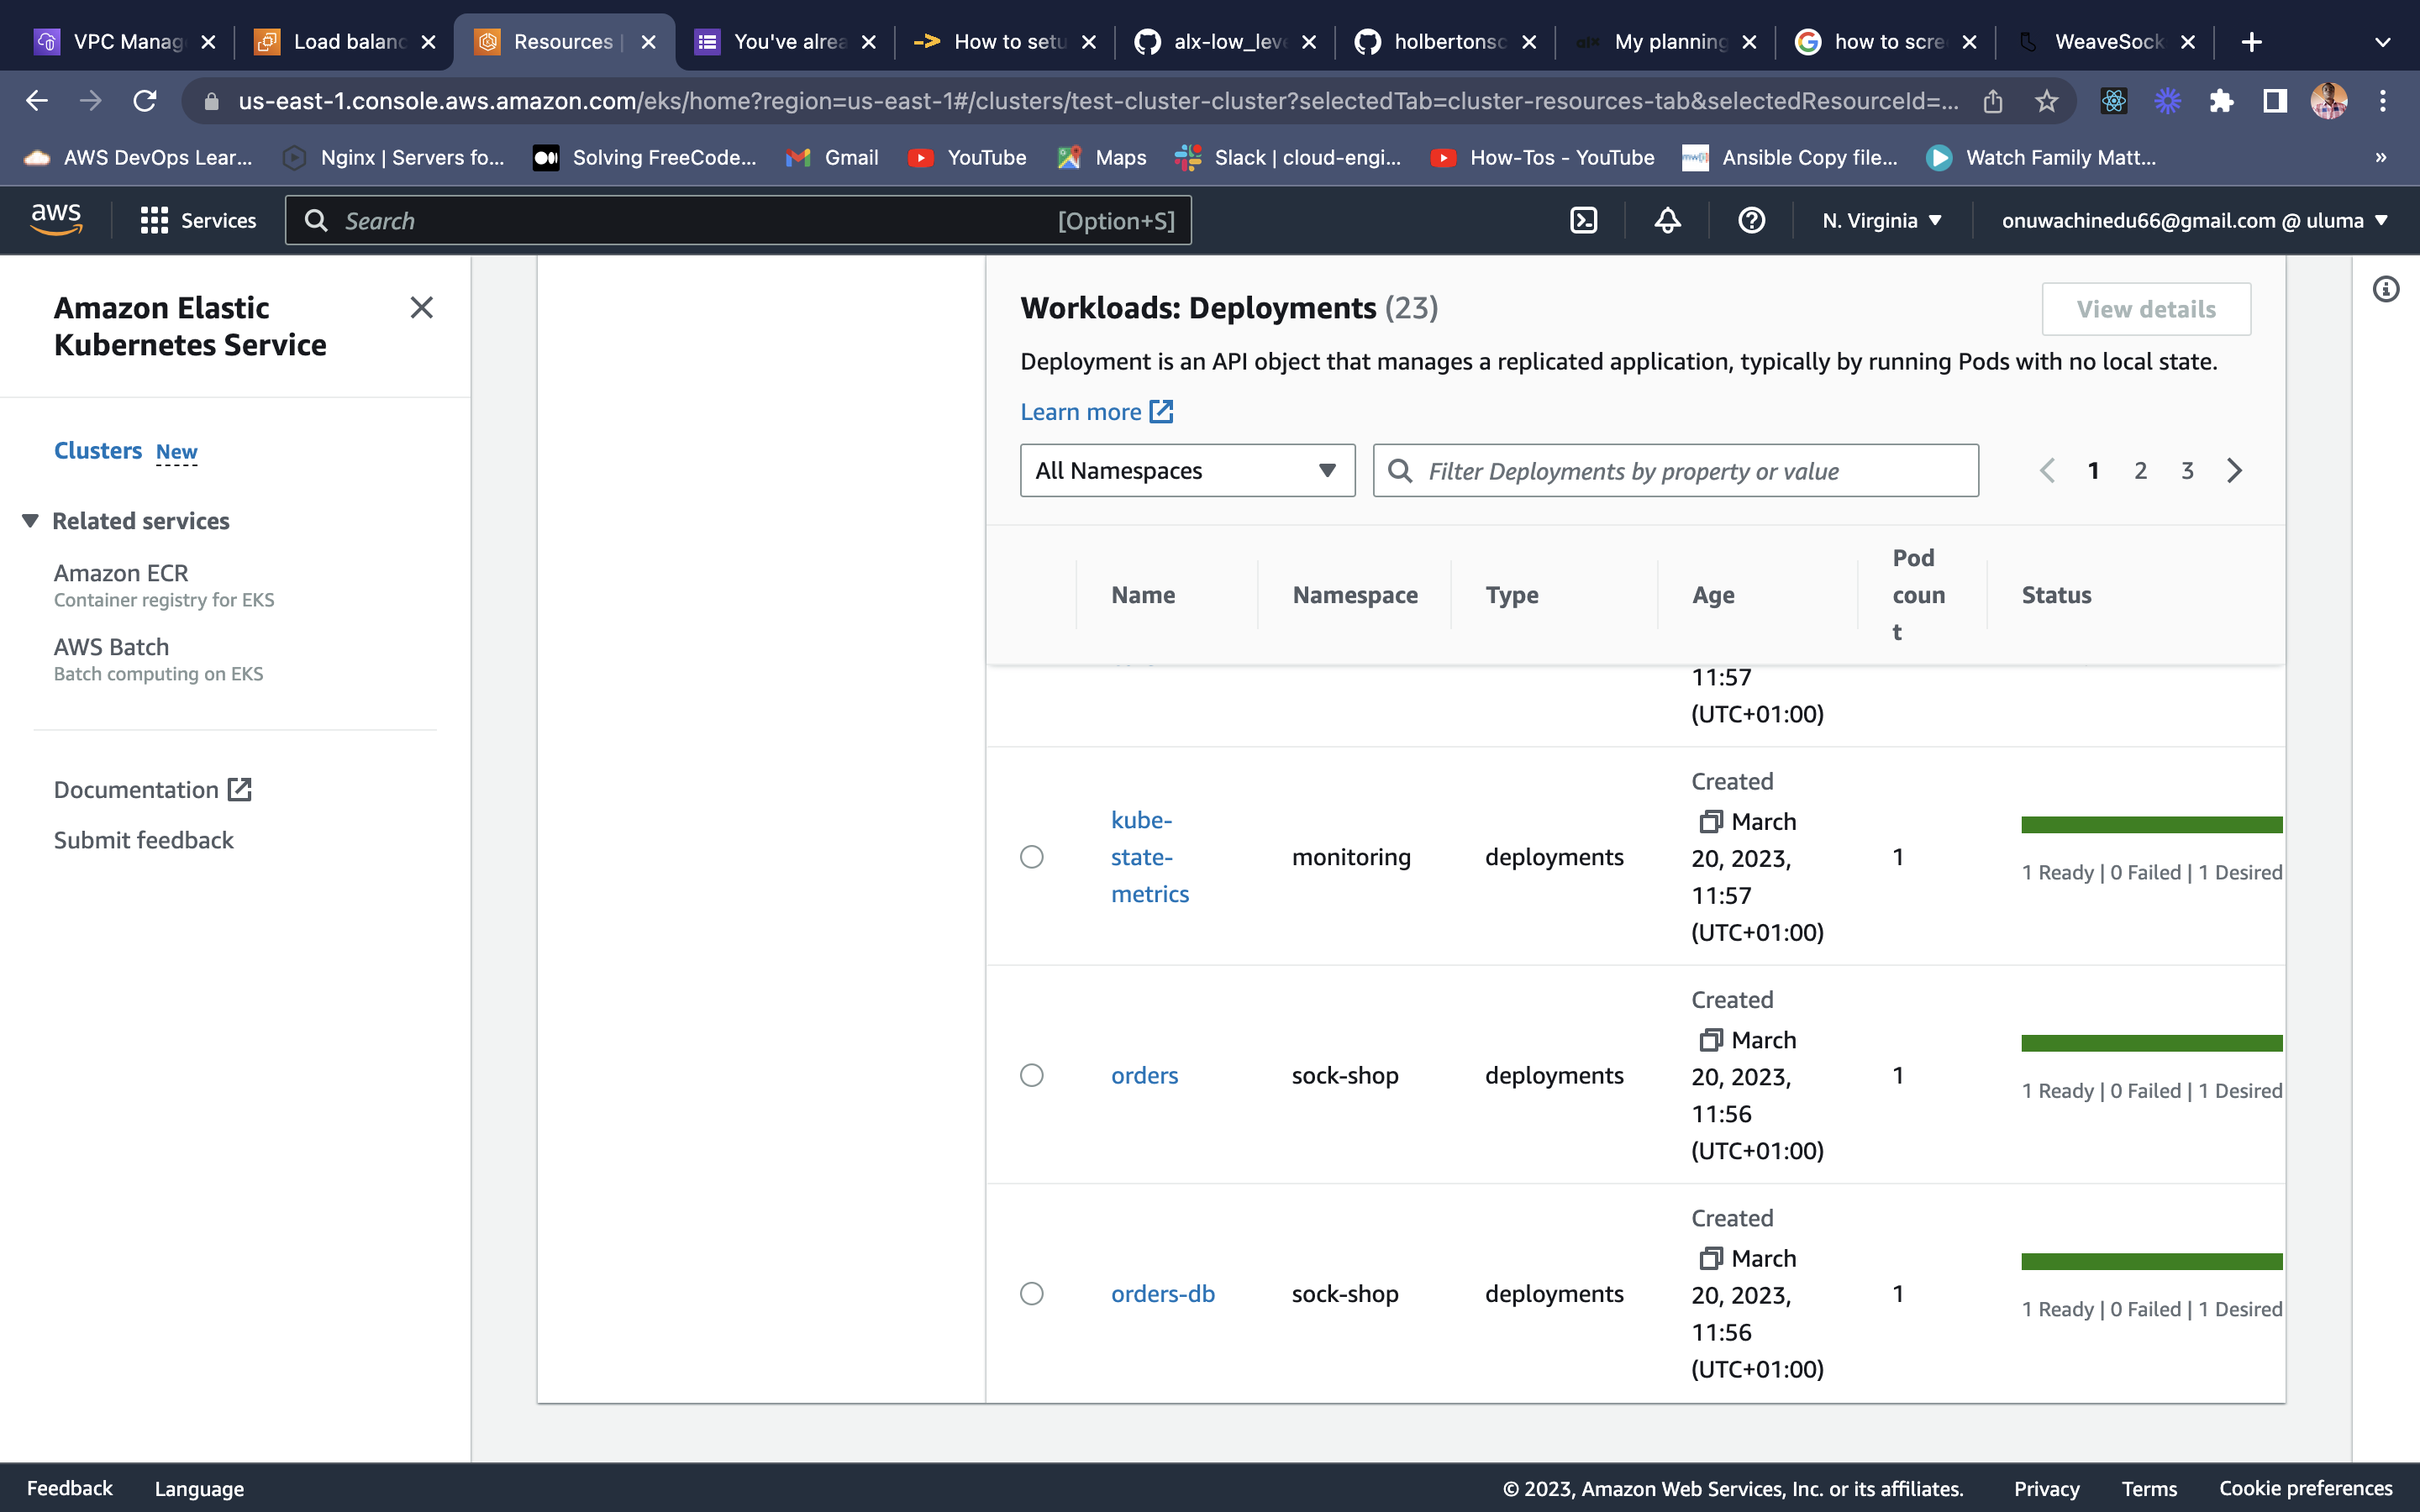 VPC Manag
Load balanc
Resources |
You've alrea
How to setu
alx-low_leve
holbertonsc
My planning
how to scre
WeaveSock
us-east-1.console.aws.amazon.com/eks/home?region=us-east-1#/clusters/test-cluster-cluster?selectedTab=cluster-resources-tab&selectedResourceId=...
AWS DevOps Lear...
Nginx | Servers fo...
Solving FreeCode...
Gmail
YouTube
Maps
Slack | cloud-engi...
How-Tos - YouTube
Ansible Copy file...
Watch Family Matt...
»
aws
Services
Search
[Option+S]
N. Virginia
onuwachinedu66@gmail.com @ uluma
Amazon Elastic
Kubernetes Service
Clusters New
Related services
Amazon ECR
Container registry for EKS
AWS Batch
Batch computing on EKS
Documentation
Submit feedback
Workloads: Deployments (23)
View details
Deployment is an API object that manages a replicated application, typically by running Pods with no local state.
Learn more
All Namespaces
Filter Deployments by property or value
1 2 3
Name
Namespace
Type
Age
Pod
coun
t
Status
11:57
(UTC+01:00)
kube-
state-
metrics
monitoring
deployments
Created
March
20, 2023,
11:57
(UTC+01:00)
1
1 Ready | 0 Failed | 1 Desired
orders
sock-shop
deployments
Created
March
20, 2023,
11:56
(UTC+01:00)
1
1 Ready | 0 Failed | 1 Desired
orders-db
sock-shop
deployments
Created
March
20, 2023,
11:56
(UTC+01:00)
1
1 Ready | 0 Failed | 1 Desired
Feedback
Language
© 2023, Amazon Web Services, Inc. or its affiliates.
Privacy
Terms
Cookie preferences